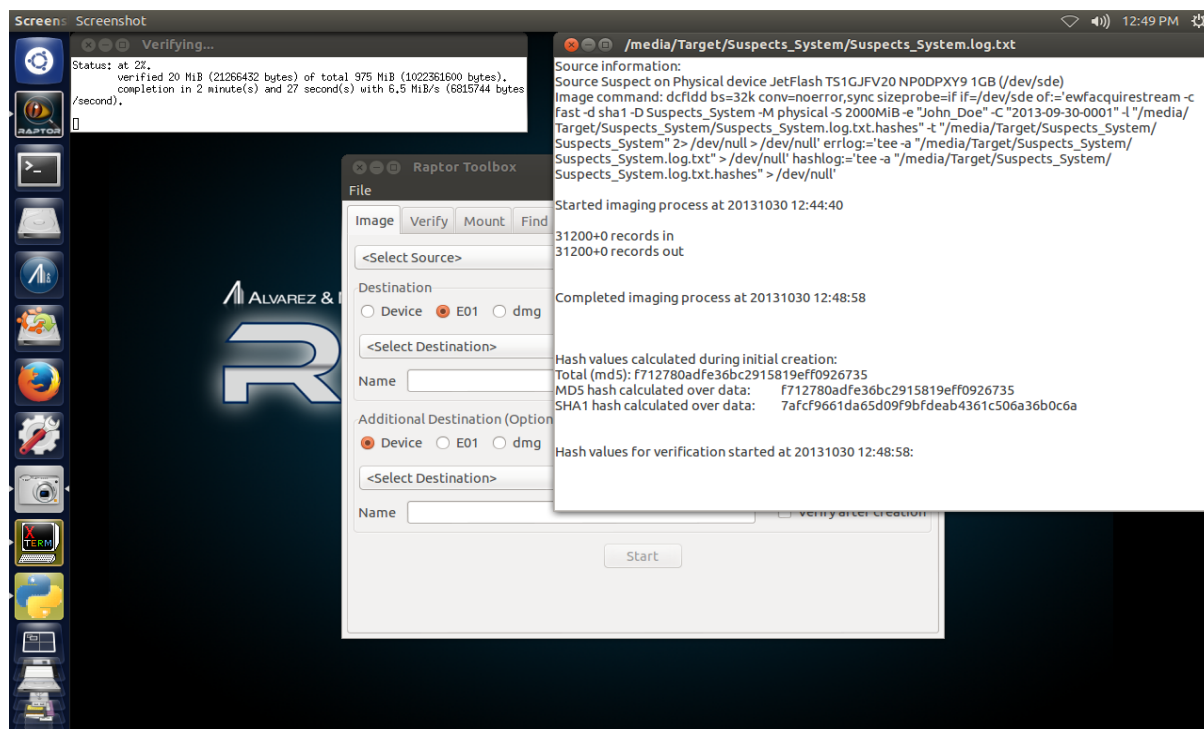 Screens Screenshot
12:49 PM
Verifying...
Status: at 2%.
verified 20 MiB (21266432 bytes) of total 975 MiB (1022361600 bytes).
completion in 2 minute(s) and 27 second(s) with 6.5 MiB/s (6815744 bytes
/second).
/media/Target/Suspects_System/Suspects_System.log.txt
Source information:
Source Suspect on Physical device JetFlash TS1GJFV20 NP0DPXY9 1GB (/dev/sde)
Image command: dcfldd bs=32k conv=noerror,sync sizeprobe=if if=/dev/sde of:='ewfacquirestream -c
fast -d sha1 -D Suspects_System -M physical -S 2000MiB -e "John_Doe" -C "2013-09-30-0001" -l "/media/
Target/Suspects_System/Suspects_System.log.txt.hashes" -t "/media/Target/Suspects_System/
Suspects_System" 2> /dev/null > /dev/null' errlog:='tee -a "/media/Target/Suspects_System/
Suspects_System.log.txt" > /dev/null' hashlog:='tee -a "/media/Target/Suspects_System/
Suspects_System.log.txt.hashes" > /dev/null'
Started imaging process at 20131030 12:44:40
31200+0 records in
31200+0 records out
Completed imaging process at 20131030 12:48:58
Hash values calculated during initial creation:
Total (md5): f712780adfe36bc2915819eff0926735
MD5 hash calculated over data: f712780adfe36bc2915819eff0926735
SHA1 hash calculated over data: 7afcf9661da65d09f9bfdeab4361c506a36b0c6a
Hash values for verification started at 20131030 12:48:58:
Raptor Toolbox
File
Image Verify Mount Find
<Select Source>
Destination
Device E01 dmg
<Select Destination>
Name
Additional Destination (Option
Device E01 dmg
<Select Destination>
Name
Verify after creation
Start
ALVAREZ &
R
RAPTOR
>_
X
TERM